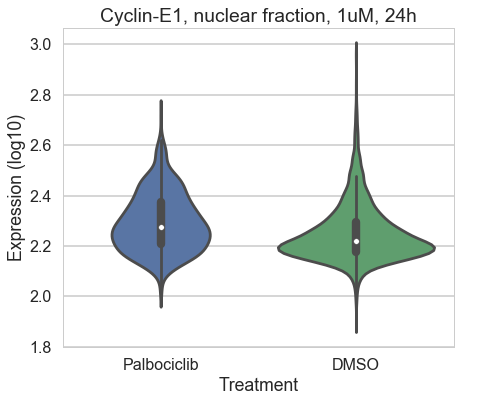 Cyclin-E1, nuclear fraction, 1uM, 24h
Expression (log10)
3.0
2.8
2.6
2.4
2.2
2.0
1.8
Palbociclib
DMSO
Treatment